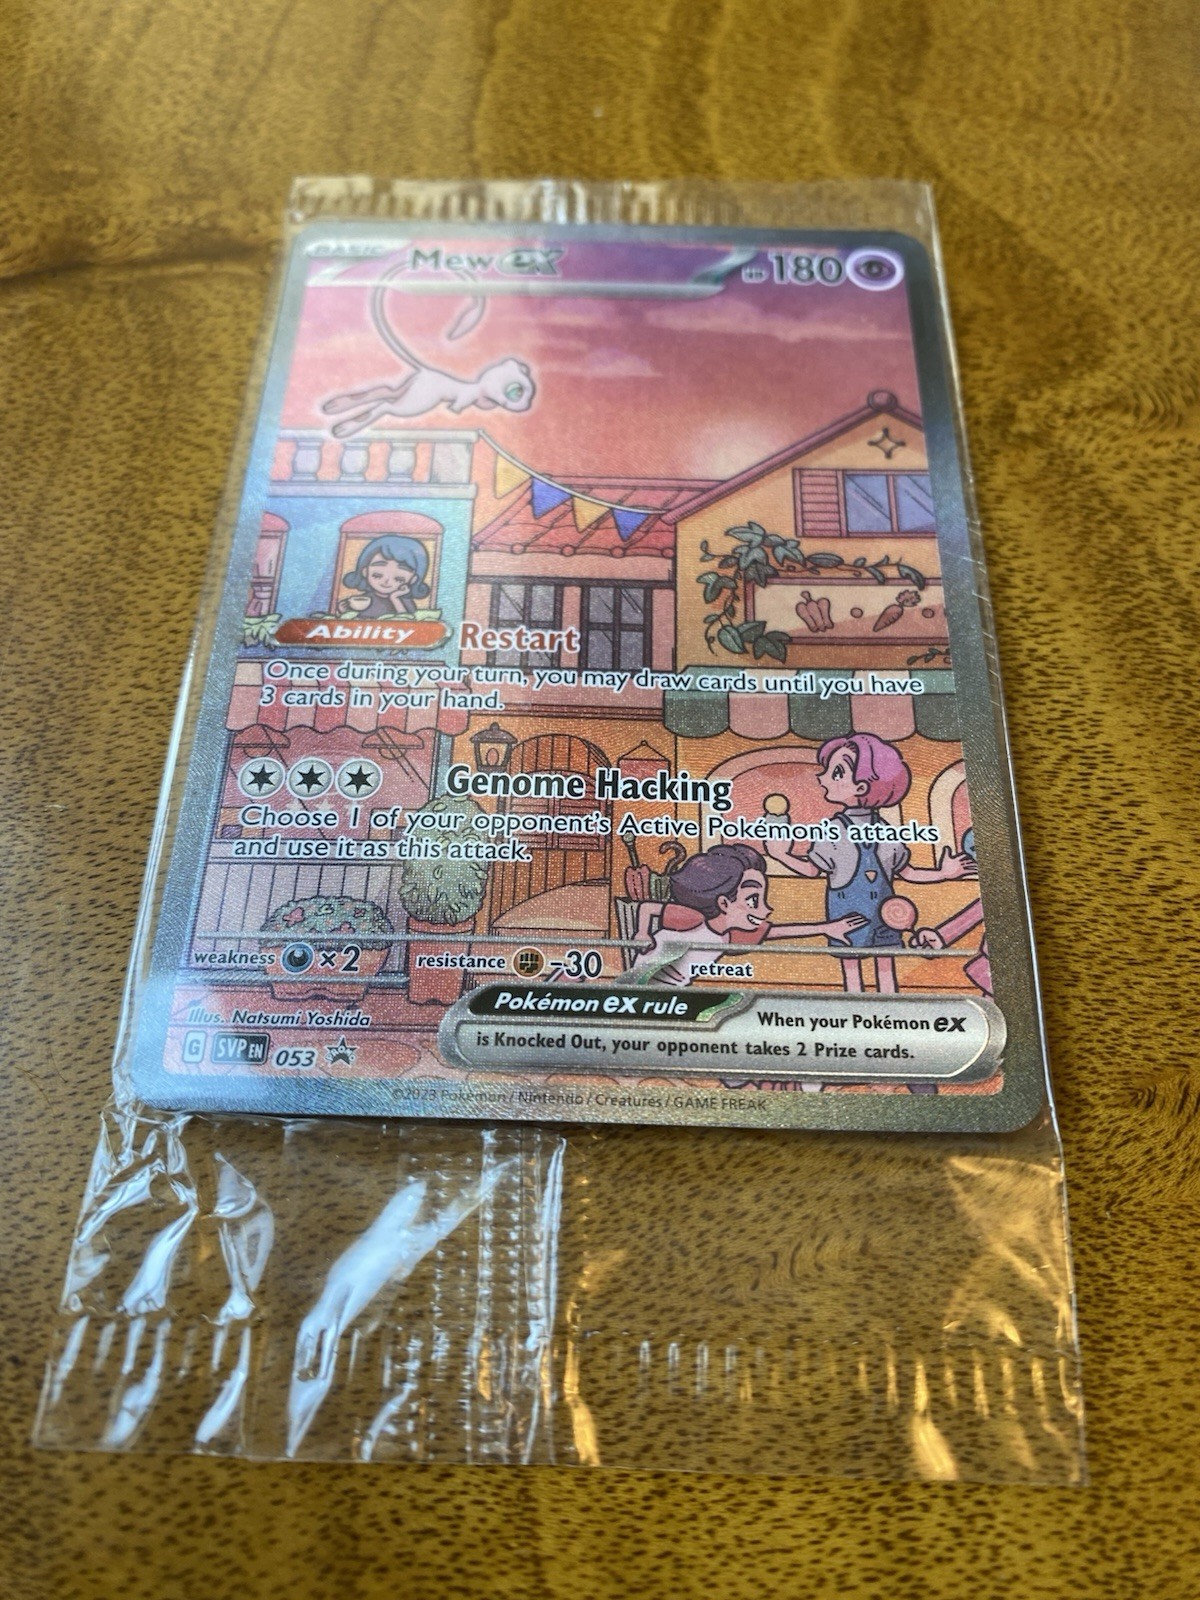 BASIC Mew ex HP 180
Ability Restart
Once during your turn, you may draw cards until you have
3 cards in your hand.
Genome Hacking
Choose 1 of your opponent's Active Pokémon's attacks
and use it as this attack.
weakness ×2 resistance -30 retreat
Illus. Natsumi Yoshida
Pokémon ex rule When your Pokémon ex
is Knocked Out, your opponent takes 2 Prize cards.
G SVP EN 053
©2023 Pokémon / Nintendo / Creatures / GAME FREAK